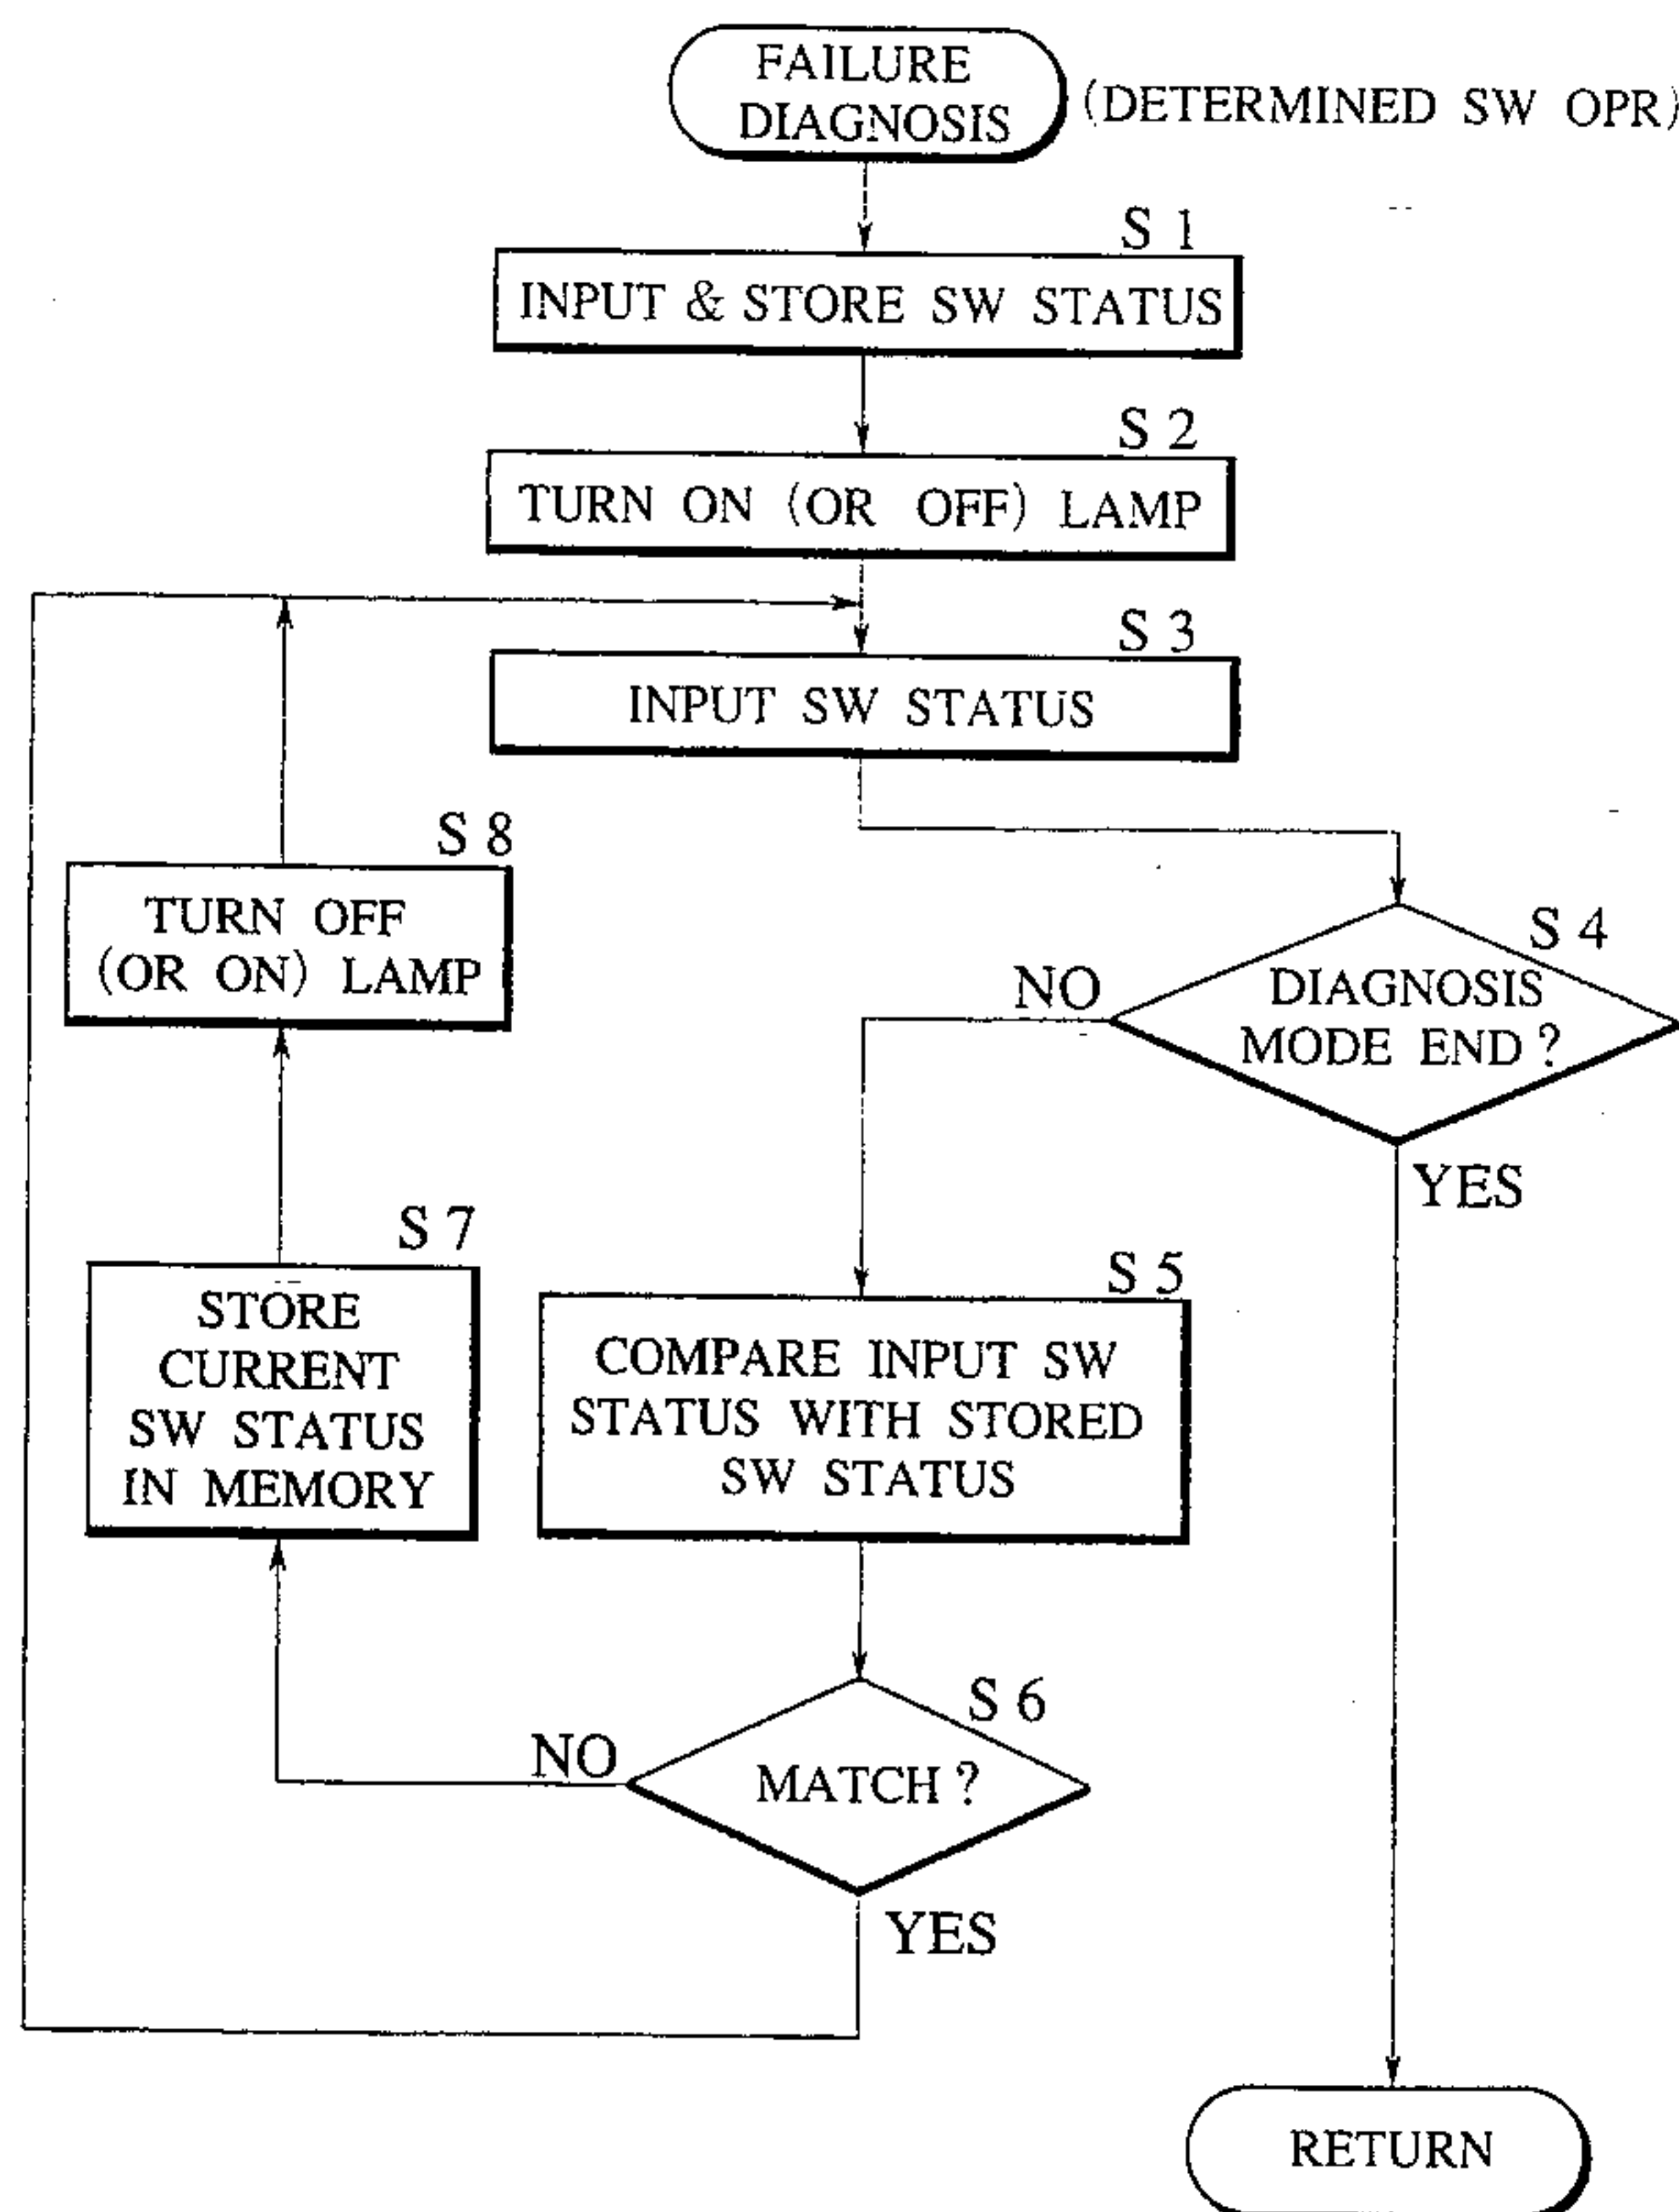 FAILURE
DIAGNOSIS
(DETERMINED SW OPR)
S 1
INPUT & STORE SW STATUS
S 2
TURN ON (OR OFF) LAMP
S 3
INPUT SW STATUS
S 4
DIAGNOSIS
MODE END ?
NO
YES
S 5
COMPARE INPUT SW
STATUS WITH STORED
SW STATUS
S 6
MATCH ?
NO
YES
S 7
STORE
CURRENT
SW STATUS
IN MEMORY
S 8
TURN OFF
(OR ON) LAMP
RETURN